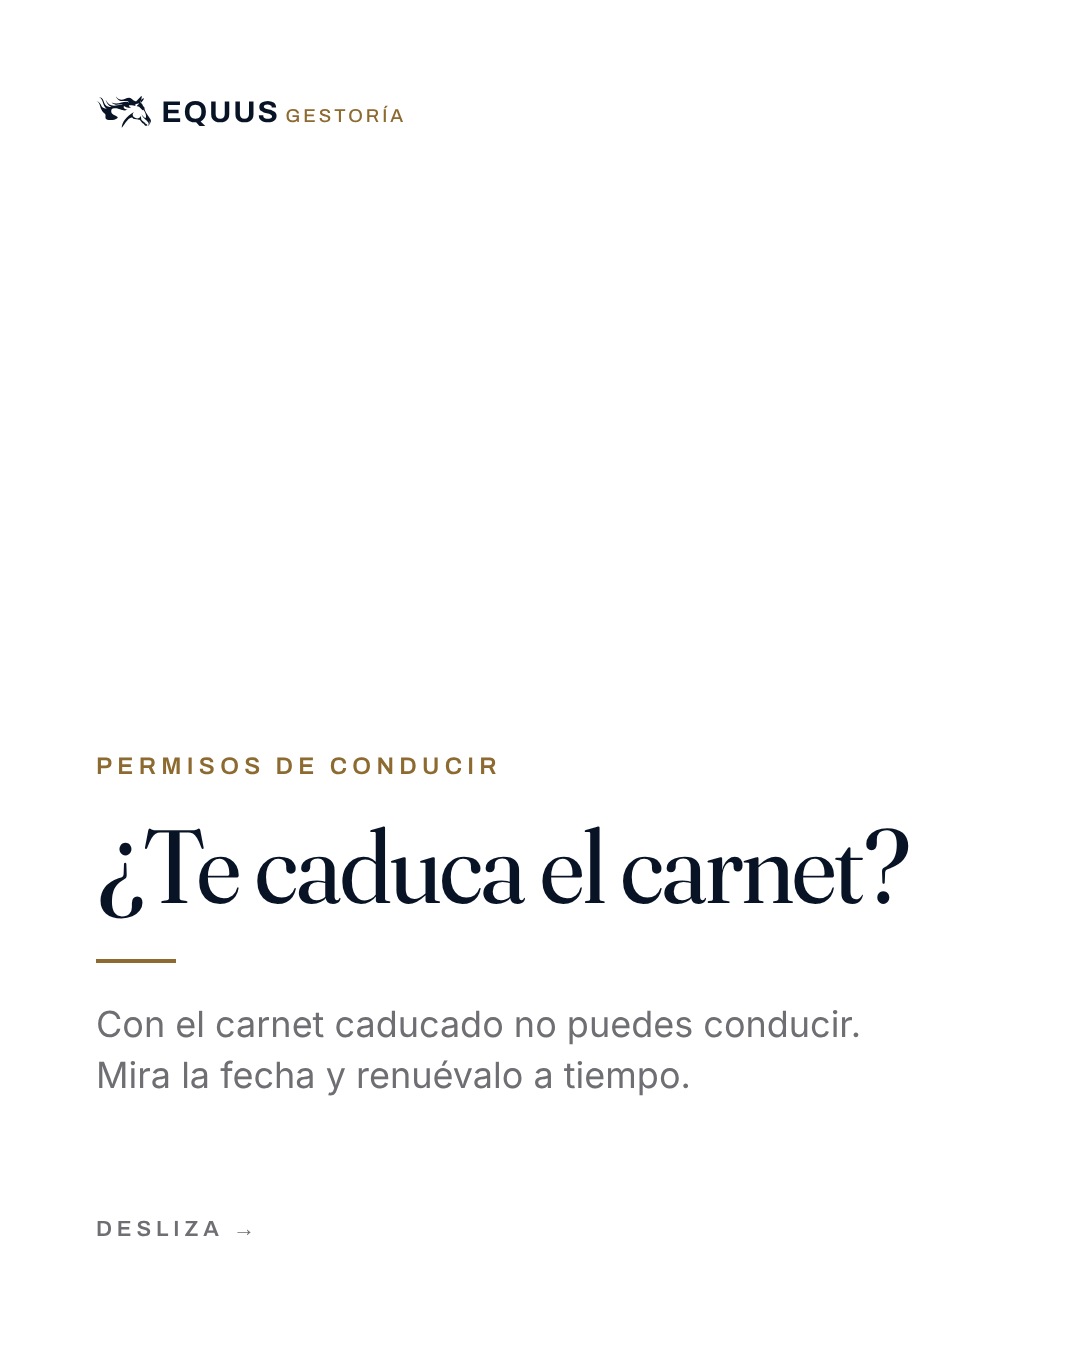 EQUUS GESTORÍA
PERMISOS DE CONDUCIR
¿Te caduca el carnet?
Con el carnet caducado no puedes conducir.
Mira la fecha y renuévalo a tiempo.
DESLIZA →